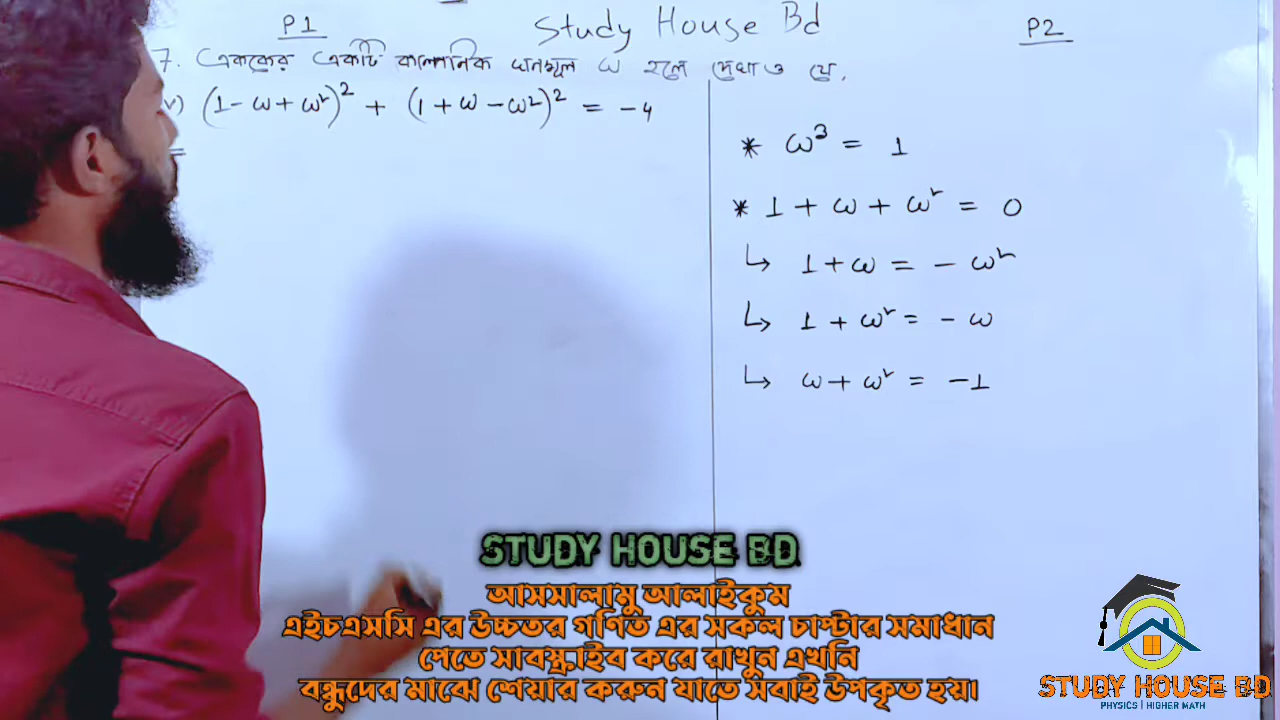 P1
Study House Bd
P2
7. এককের একটি কাল্পনিক ঘনমূল ω হলে দেখাও যে,
v) (1 - ω + ω²)² + (1 + ω - ω²)² = -4
=
* ω³ = 1
* 1 + ω + ω² = 0
↳ 1 + ω = - ω²
↳ 1 + ω² = - ω
↳ ω + ω² = -1
STUDY HOUSE BD
আসসালামু আলাইকুম
এইচএসসি এর উচ্চতর গণিত এর সকল চাপ্টার সমাধান
পেতে সাবস্ক্রাইব করে রাখুন এখনি
বন্ধুদের মাঝে শেয়ার করুন যাতে সবাই উপকৃত হয়।
STUDY HOUSE BD
PHYSICS | HIGHER MATH